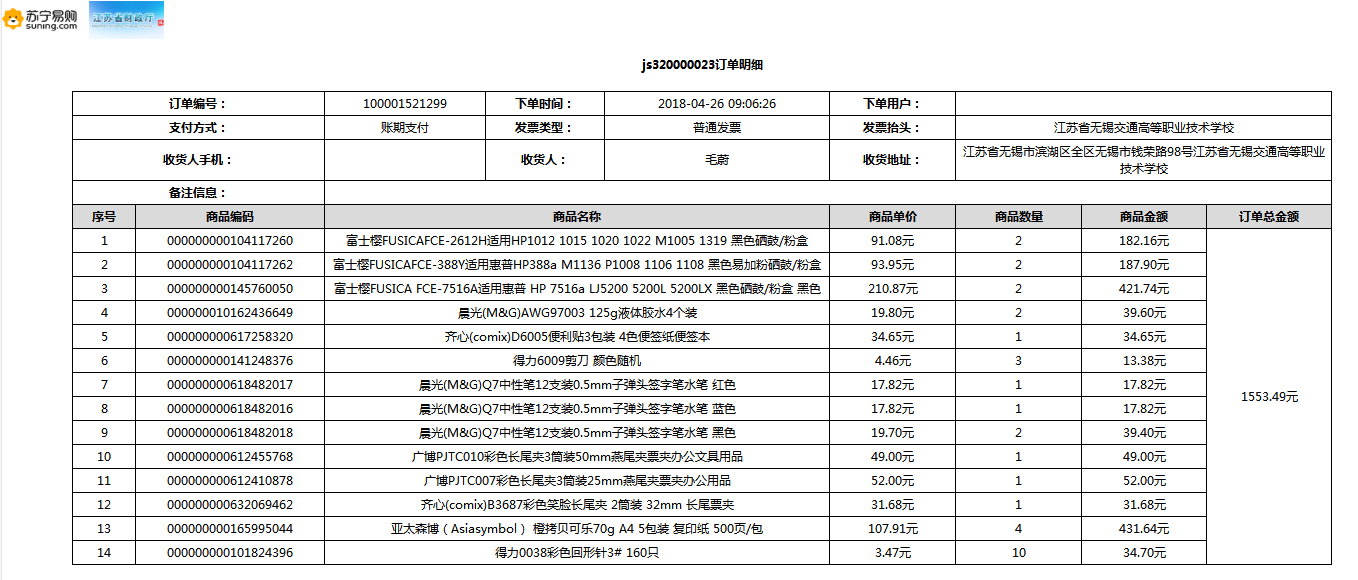 苏宁易购
suning.com
江苏省财政厅
js320000023订单明细
订单编号： 100001521299 下单时间： 2018-04-26 09:06:26 下单用户：
支付方式： 账期支付 发票类型： 普通发票 发票抬头： 江苏省无锡交通高等职业技术学校
收货人手机： 收货人： 毛蔚 收货地址： 江苏省无锡市滨湖区全区无锡市钱荣路98号江苏省无锡交通高等职业
技术学校
备注信息：
序号 商品编码 商品名称 商品单价 商品数量 商品金额 订单总金额
1 000000000104117260 富士樱FUSICAFCE-2612H适用HP1012 1015 1020 1022 M1005 1319 黑色硒鼓/粉盒 91.08元 2 182.16元
2 000000000104117262 富士樱FUSICAFCE-388Y适用惠普HP388a M1136 P1008 1106 1108 黑色易加粉硒鼓/粉盒 93.95元 2 187.90元
3 000000000145760050 富士樱FUSICA FCE-7516A适用惠普 HP 7516a LJ5200 5200L 5200LX 黑色硒鼓/粉盒 黑色 210.87元 2 421.74元
4 000000010162436649 晨光(M&G)AWG97003 125g液体胶水4个装 19.80元 2 39.60元
5 000000000617258320 齐心(comix)D6005便利贴3包装 4色便签纸便签本 34.65元 1 34.65元
6 000000000141248376 得力6009剪刀 颜色随机 4.46元 3 13.38元
7 000000000618482017 晨光(M&G)Q7中性笔12支装0.5mm子弹头签字笔水笔 红色 17.82元 1 17.82元
8 000000000618482016 晨光(M&G)Q7中性笔12支装0.5mm子弹头签字笔水笔 蓝色 17.82元 1 17.82元
1553.49元
9 000000000618482018 晨光(M&G)Q7中性笔12支装0.5mm子弹头签字笔水笔 黑色 19.70元 2 39.40元
10 000000000612455768 广博PJTC010彩色长尾夹3筒装50mm燕尾夹票夹办公文具用品 49.00元 1 49.00元
11 000000000612410878 广博PJTC007彩色长尾夹3筒装25mm燕尾夹票夹办公用品 52.00元 1 52.00元
12 000000000632069462 齐心(comix)B3687彩色笑脸长尾夹 2筒装 32mm 长尾票夹 31.68元 1 31.68元
13 000000000165995044 亚太森博（Asiasymbol） 橙拷贝可乐70g A4 5包装 复印纸 500页/包 107.91元 4 431.64元
14 000000000101824396 得力0038彩色回形针3# 160只 3.47元 10 34.70元